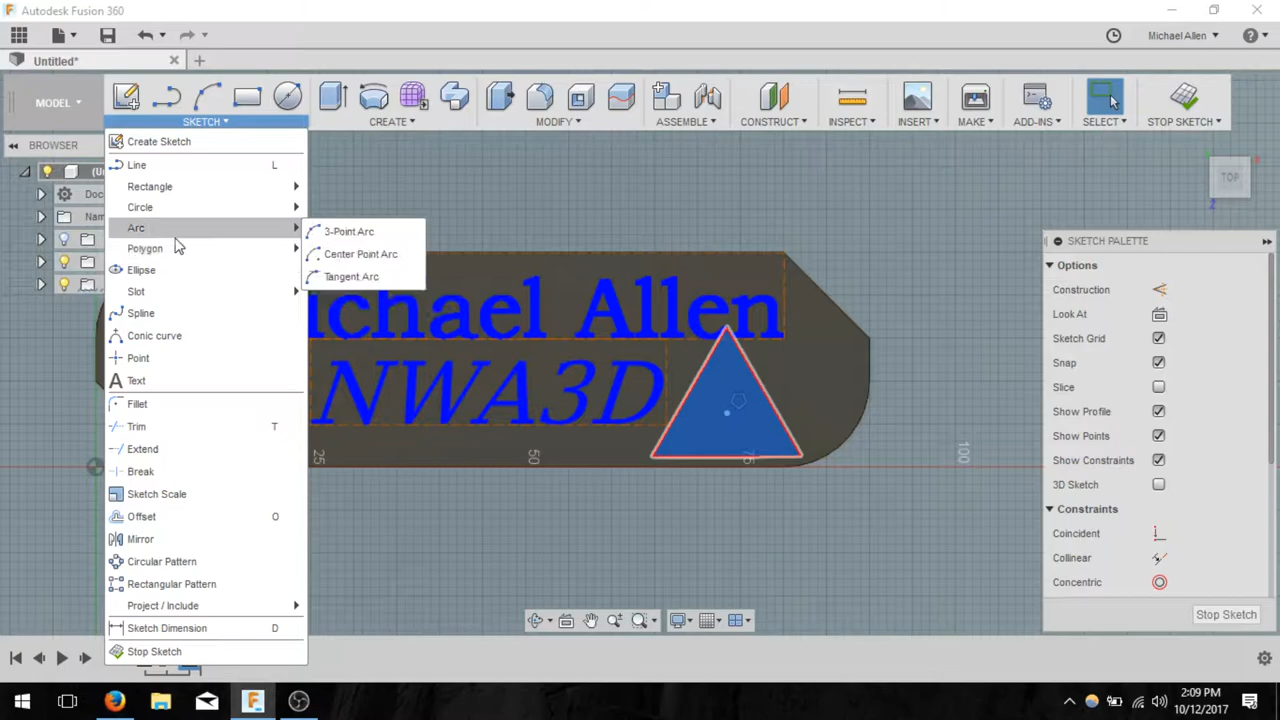 Autodesk Fusion 360
Michael Allen
Untitled*
MODEL
SKETCH
CREATE
MODIFY
ASSEMBLE
CONSTRUCT
INSPECT
INSERT
MAKE
ADD-INS
SELECT
STOP SKETCH
BROWSER
Create Sketch
Line L
Rectangle
Circle
Arc
Polygon
Ellipse
Slot
Spline
Conic curve
Point
Text
Fillet
Trim T
Extend
Break
Sketch Scale
Offset O
Mirror
Circular Pattern
Rectangular Pattern
Project / Include
Sketch Dimension D
Stop Sketch
3-Point Arc
Center Point Arc
Tangent Arc
(U
Doc
Nam
ichael Allen
NWA3D
25
50
75
100
TOP
SKETCH PALETTE
Options
Construction
Look At
Sketch Grid
Snap
Slice
Show Profile
Show Points
Show Constraints
3D Sketch
Constraints
Coincident
Collinear
Concentric
Stop Sketch
2:09 PM
10/12/2017